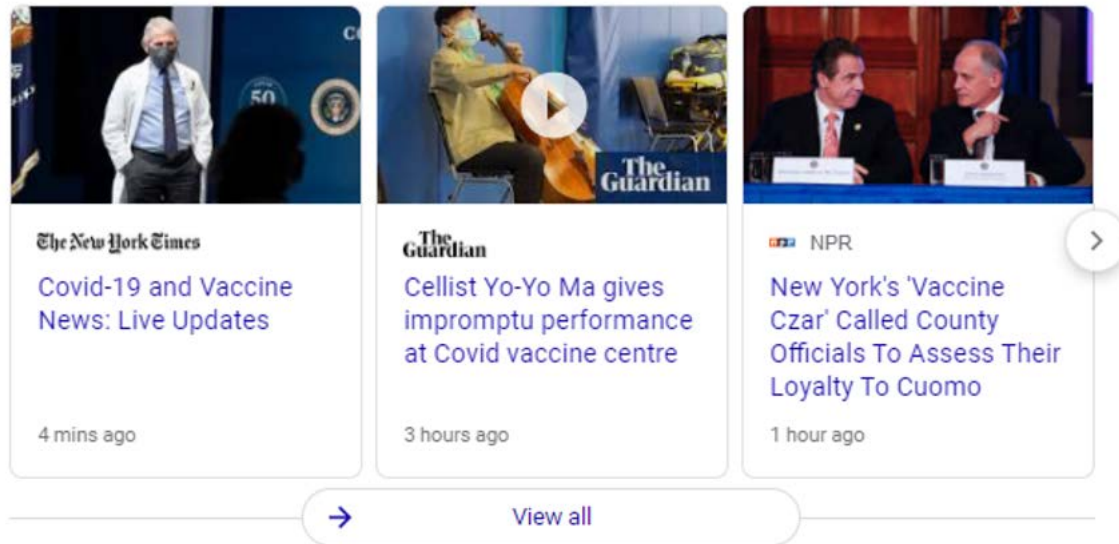 50
The
Guardian
The New York Times
Covid-19 and Vaccine
News: Live Updates
4 mins ago
The
Guardian
Cellist Yo-Yo Ma gives
impromptu performance
at Covid vaccine centre
3 hours ago
npr NPR
New York's 'Vaccine
Czar' Called County
Officials To Assess Their
Loyalty To Cuomo
1 hour ago
View all